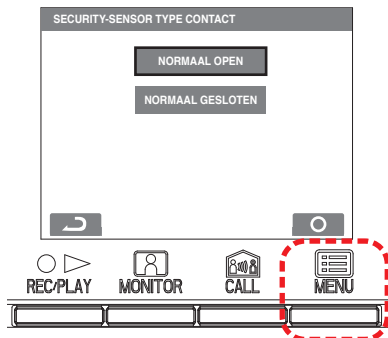 SECURITY-SENSOR TYPE CONTACT
NORMAAL OPEN
NORMAAL GESLOTEN
REC/PLAY MONITOR CALL MENU